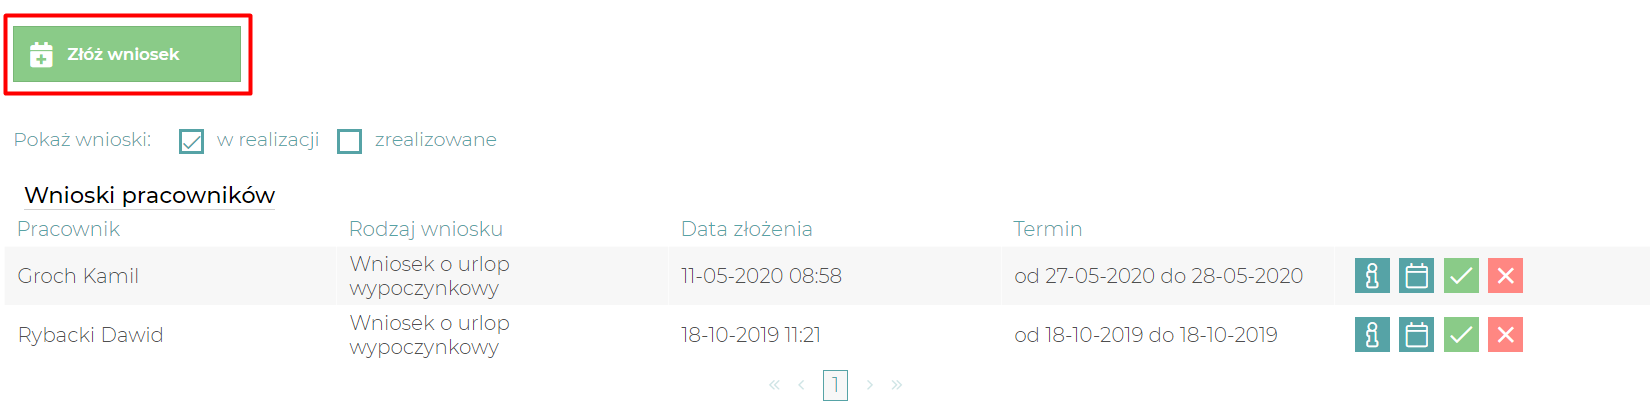 Złóż wniosek
Pokaż wnioski: w realizacji zrealizowane
Wnioski pracowników
Pracownik Rodzaj wniosku Data złożenia Termin
Groch Kamil Wniosek o urlop wypoczynkowy 11-05-2020 08:58 od 27-05-2020 do 28-05-2020
Rybacki Dawid Wniosek o urlop wypoczynkowy 18-10-2019 11:21 od 18-10-2019 do 18-10-2019
« ‹ 1 › »